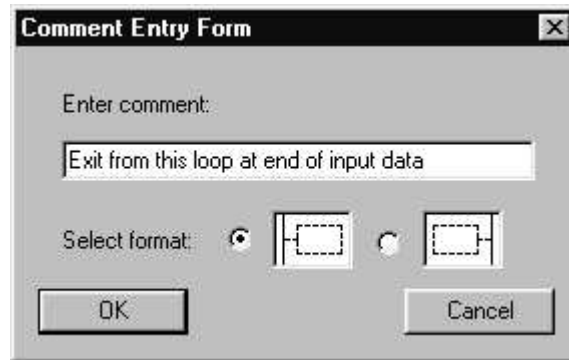 Comment Entry Form
Enter comment:
Exit from this loop at end of input data
Select format:
OK Cancel